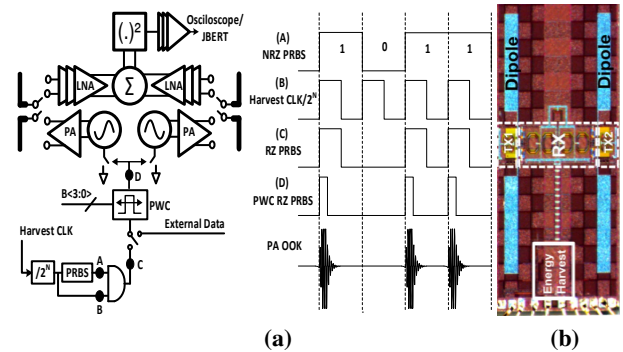 (.)²
Osciloscope/
JBERT
LNA
Σ
LNA
PA
PA
D
B<3:0>
PWC
Harvest CLK
External Data
/2ᴺ
PRBS
A
B
C
(A)
NRZ PRBS
1
0
1
1
(B)
Harvest CLK/2ᴺ
(C)
RZ PRBS
(D)
PWC RZ PRBS
PA OOK
(a)
Dipole
Dipole
TX1
RX
TX2
Energy
Harvest
(b)